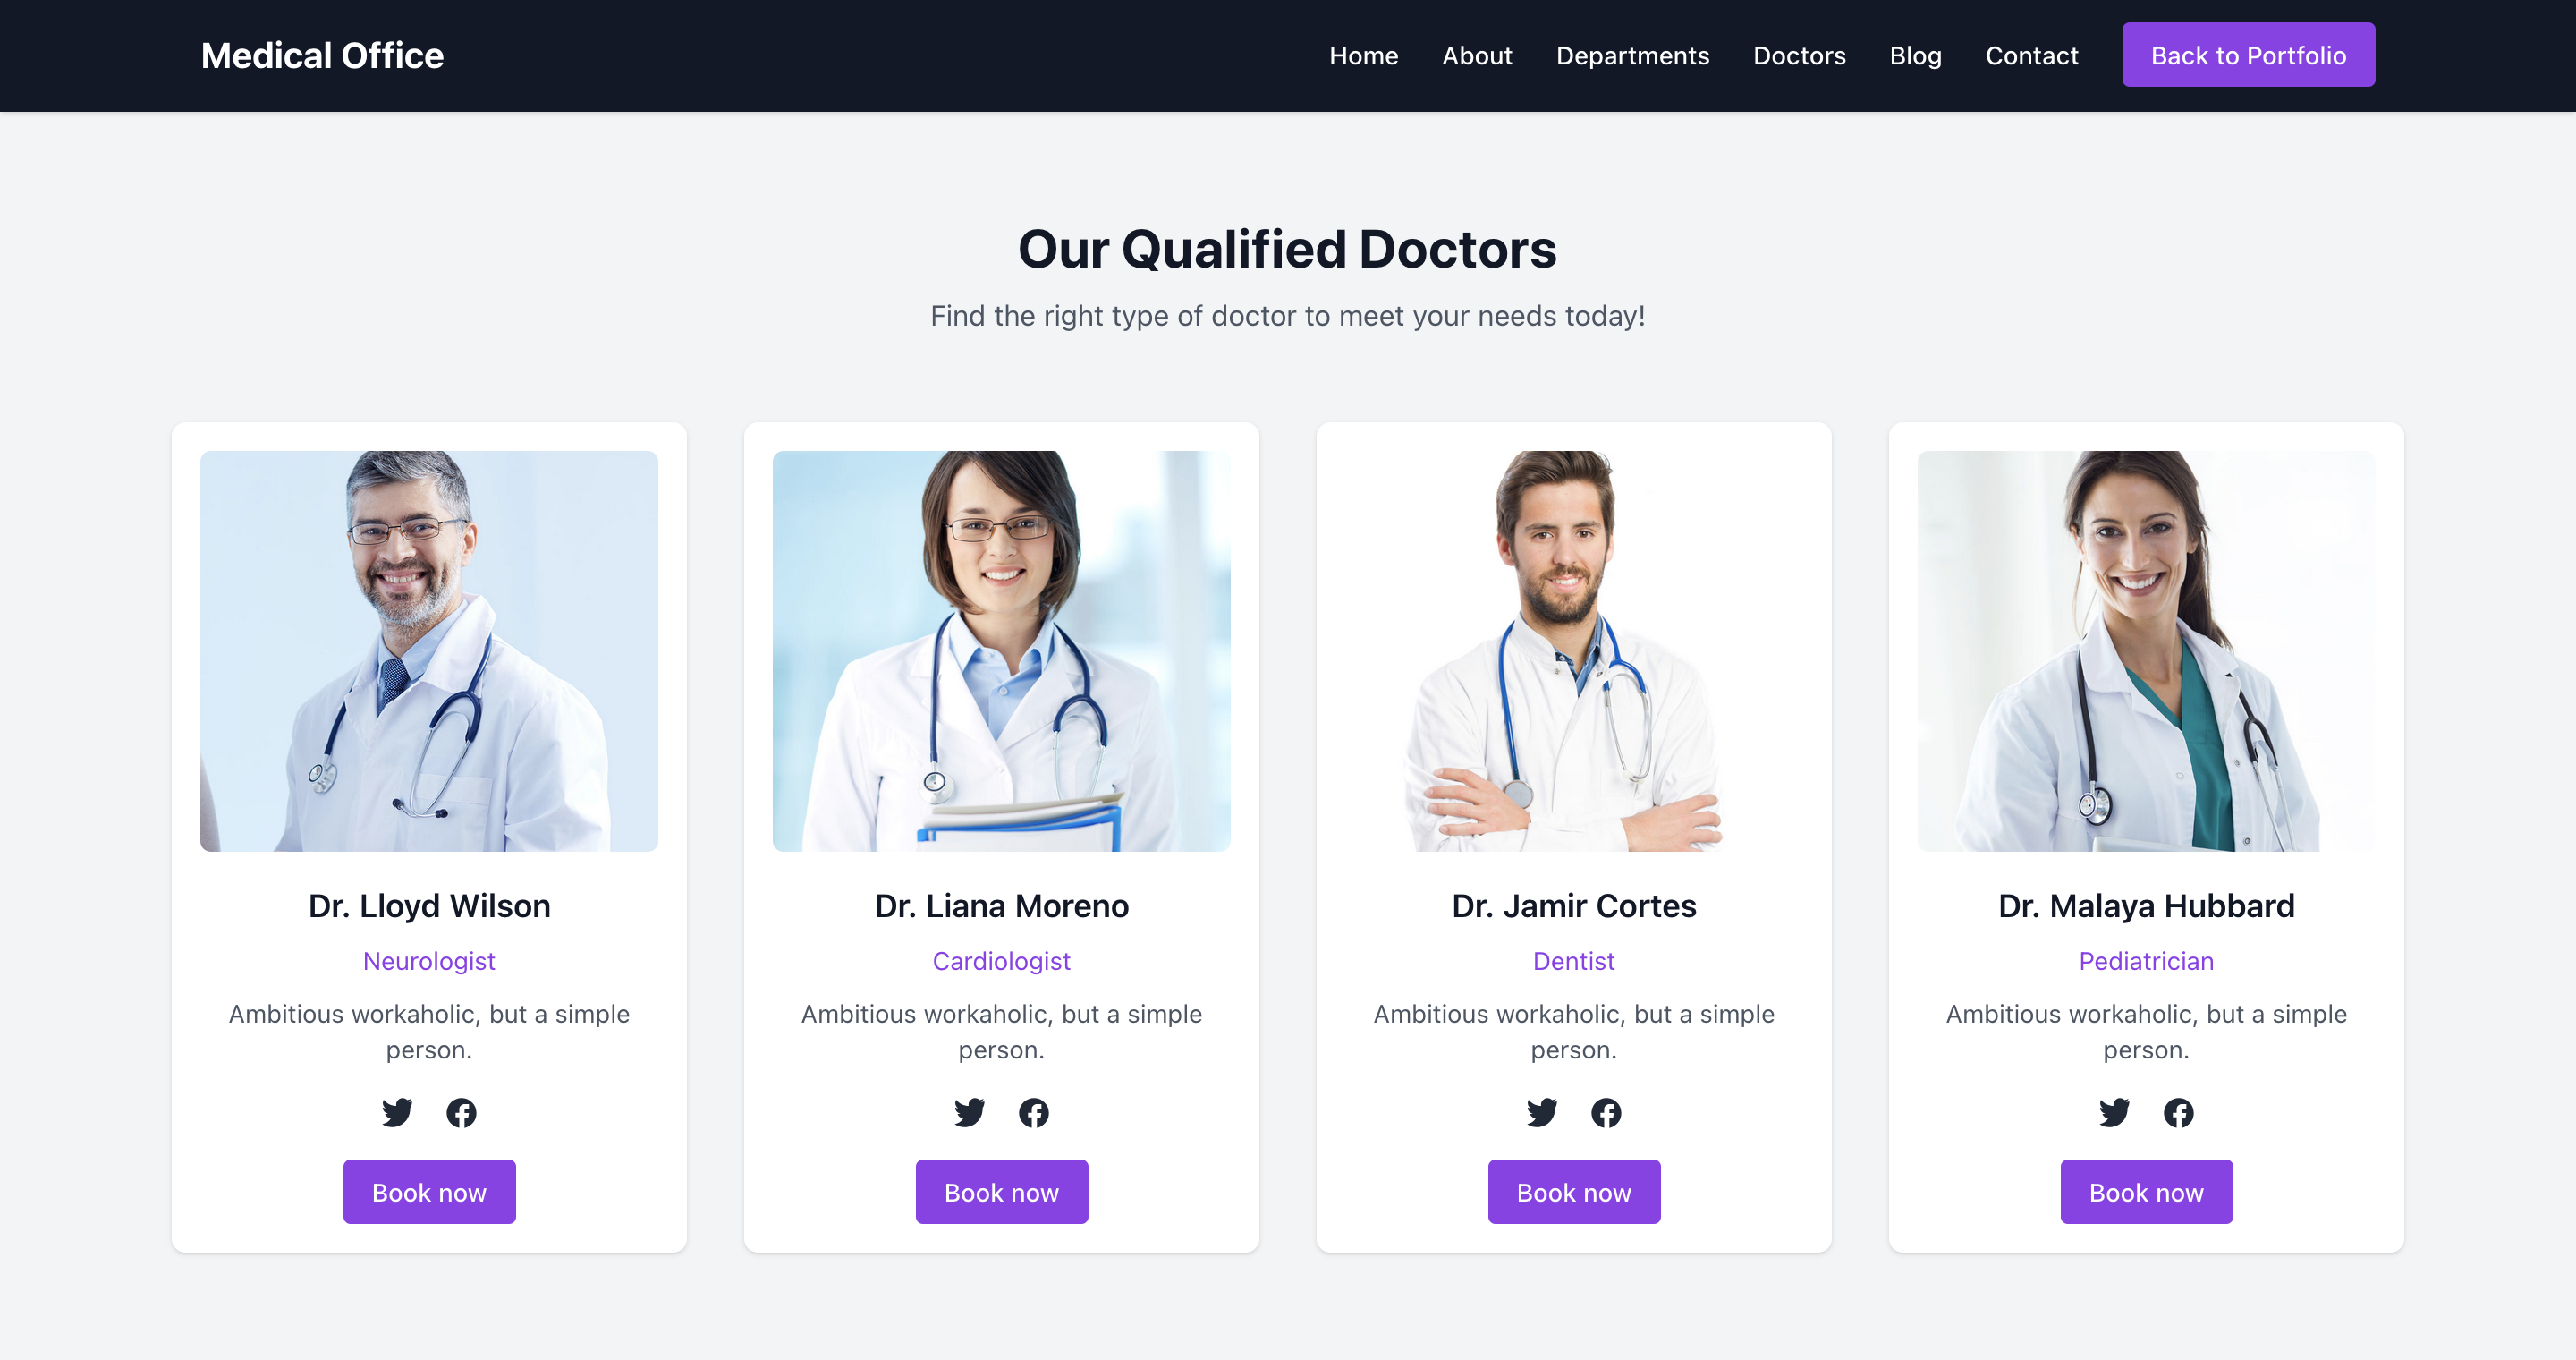 Medical Office
Home About Departments Doctors Blog Contact Back to Portfolio
Our Qualified Doctors
Find the right type of doctor to meet your needs today!
Dr. Lloyd Wilson
Neurologist
Ambitious workaholic, but a simple
person.
Book now
Dr. Liana Moreno
Cardiologist
Ambitious workaholic, but a simple
person.
Book now
Dr. Jamir Cortes
Dentist
Ambitious workaholic, but a simple
person.
Book now
Dr. Malaya Hubbard
Pediatrician
Ambitious workaholic, but a simple
person.
Book now